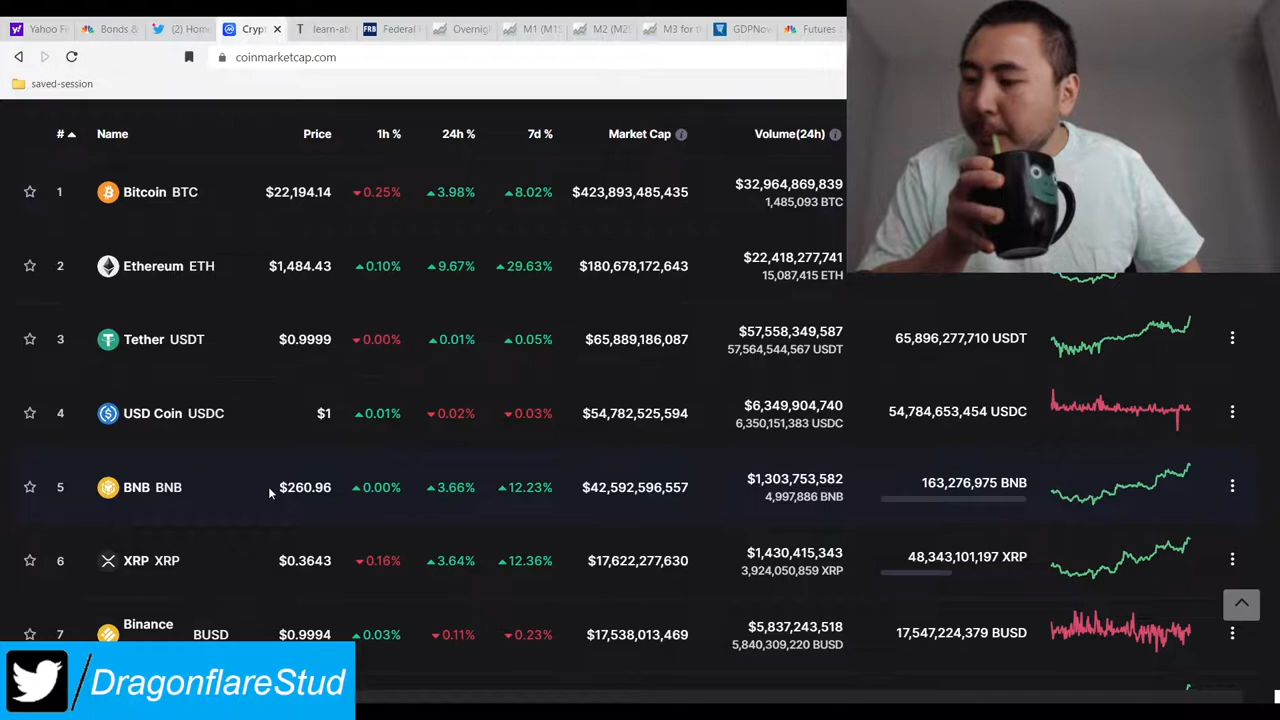 Yahoo Fi
Bonds &
(2) Home
Crypt
learn-ab
Federal
Overnigh
M1 (M1S
M2 (M2S
M3 for th
GDPNow
Futures
coinmarketcap.com
saved-session
# Name Price 1h % 24h % 7d % Market Cap Volume(24h)
1 Bitcoin BTC $22,194.14 0.25% 3.98% 8.02% $423,893,485,435 $32,964,869,839
1,485,093 BTC
2 Ethereum ETH $1,484.43 0.10% 9.67% 29.63% $180,678,172,643 $22,418,277,741
15,087,415 ETH
3 Tether USDT $0.9999 0.00% 0.01% 0.05% $65,889,186,087 $57,558,349,587 65,896,277,710 USDT
57,564,544,567 USDT
4 USD Coin USDC $1 0.01% 0.02% 0.03% $54,782,525,594 $6,349,904,740 54,784,653,454 USDC
6,350,151,383 USDC
5 BNB BNB $260.96 0.00% 3.66% 12.23% $42,592,596,557 $1,303,753,582 163,276,975 BNB
4,997,886 BNB
6 XRP XRP $0.3643 0.16% 3.64% 12.36% $17,622,277,630 $1,430,415,343 48,343,101,197 XRP
3,924,050,859 XRP
7 Binance BUSD $0.9994 0.03% 0.11% 0.23% $17,538,013,469 $5,837,243,518 17,547,224,379 BUSD
5,840,309,220 BUSD
/DragonflareStud